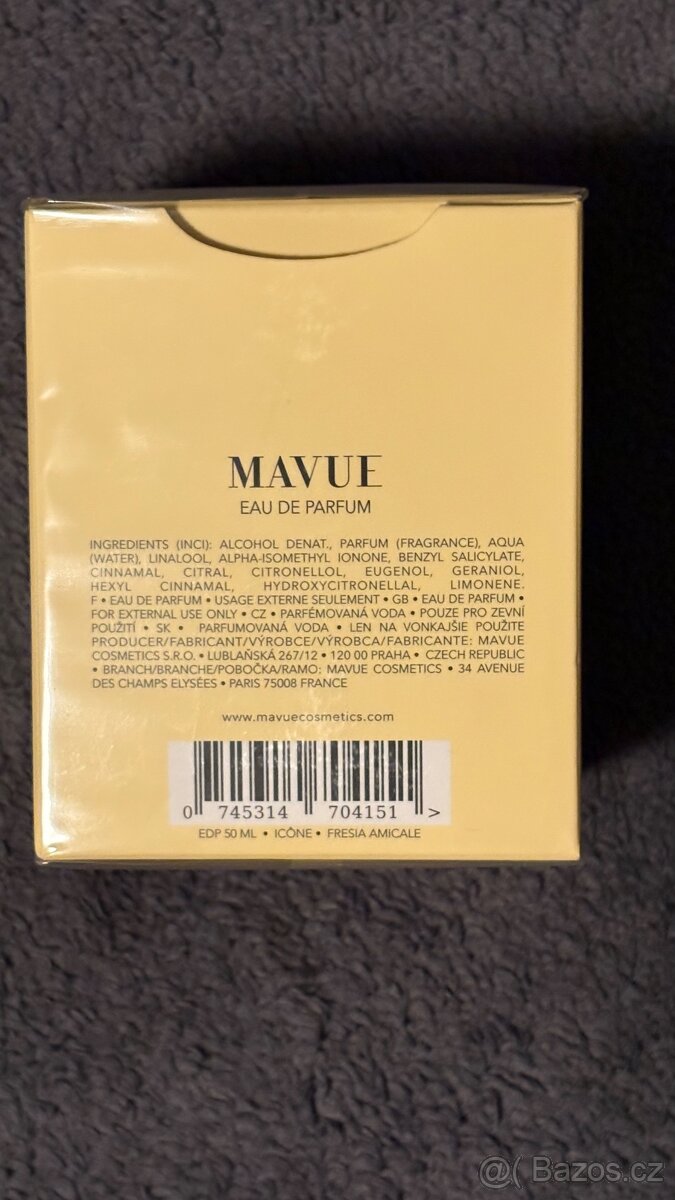 MAVUE
EAU DE PARFUM
INGREDIENTS (INCI): ALCOHOL DENAT., PARFUM (FRAGRANCE), AQUA
(WATER), LINALOOL, ALPHA-ISOMETHYL IONONE, BENZYL SALICYLATE,
CINNAMAL, CITRAL, CITRONELLOL, EUGENOL, GERANIOL,
HEXYL CINNAMAL, HYDROXYCITRONELLAL, LIMONENE.
F • EAU DE PARFUM • USAGE EXTERNE SEULEMENT • GB • EAU DE PARFUM •
FOR EXTERNAL USE ONLY • CZ • PARFÉMOVANÁ VODA • POUZE PRO ZEVNÍ
POUŽITÍ • SK • PARFUMOVANÁ VODA • LEN NA VONKAJŠIE POUŽITE
PRODUCER/FABRICANT/VÝROBCE/VÝROBCA/FABRICANTE: MAVUE
COSMETICS S.R.O. • LUBLAŇSKÁ 267/12 • 120 00 PRAHA • CZECH REPUBLIC
• BRANCH/BRANCHE/POBOČKA/RAMO: MAVUE COSMETICS • 34 AVENUE
DES CHAMPS ELYSÉES • PARIS 75008 FRANCE
www.mavuecosmetics.com
0 745314 704151 >
EDP 50 ML • ICÔNE • FRESIA AMICALE
@( Bazos.cz